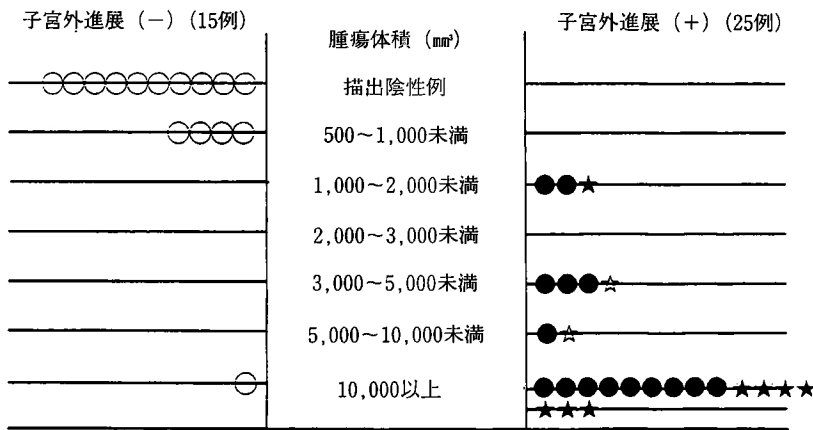 子宮外進展（－）（15例）
腫瘍体積（mm³）
子宮外進展（＋）（25例）
描出陰性例
500～1,000未満
1,000～2,000未満
2,000～3,000未満
3,000～5,000未満
5,000～10,000未満
10,000以上